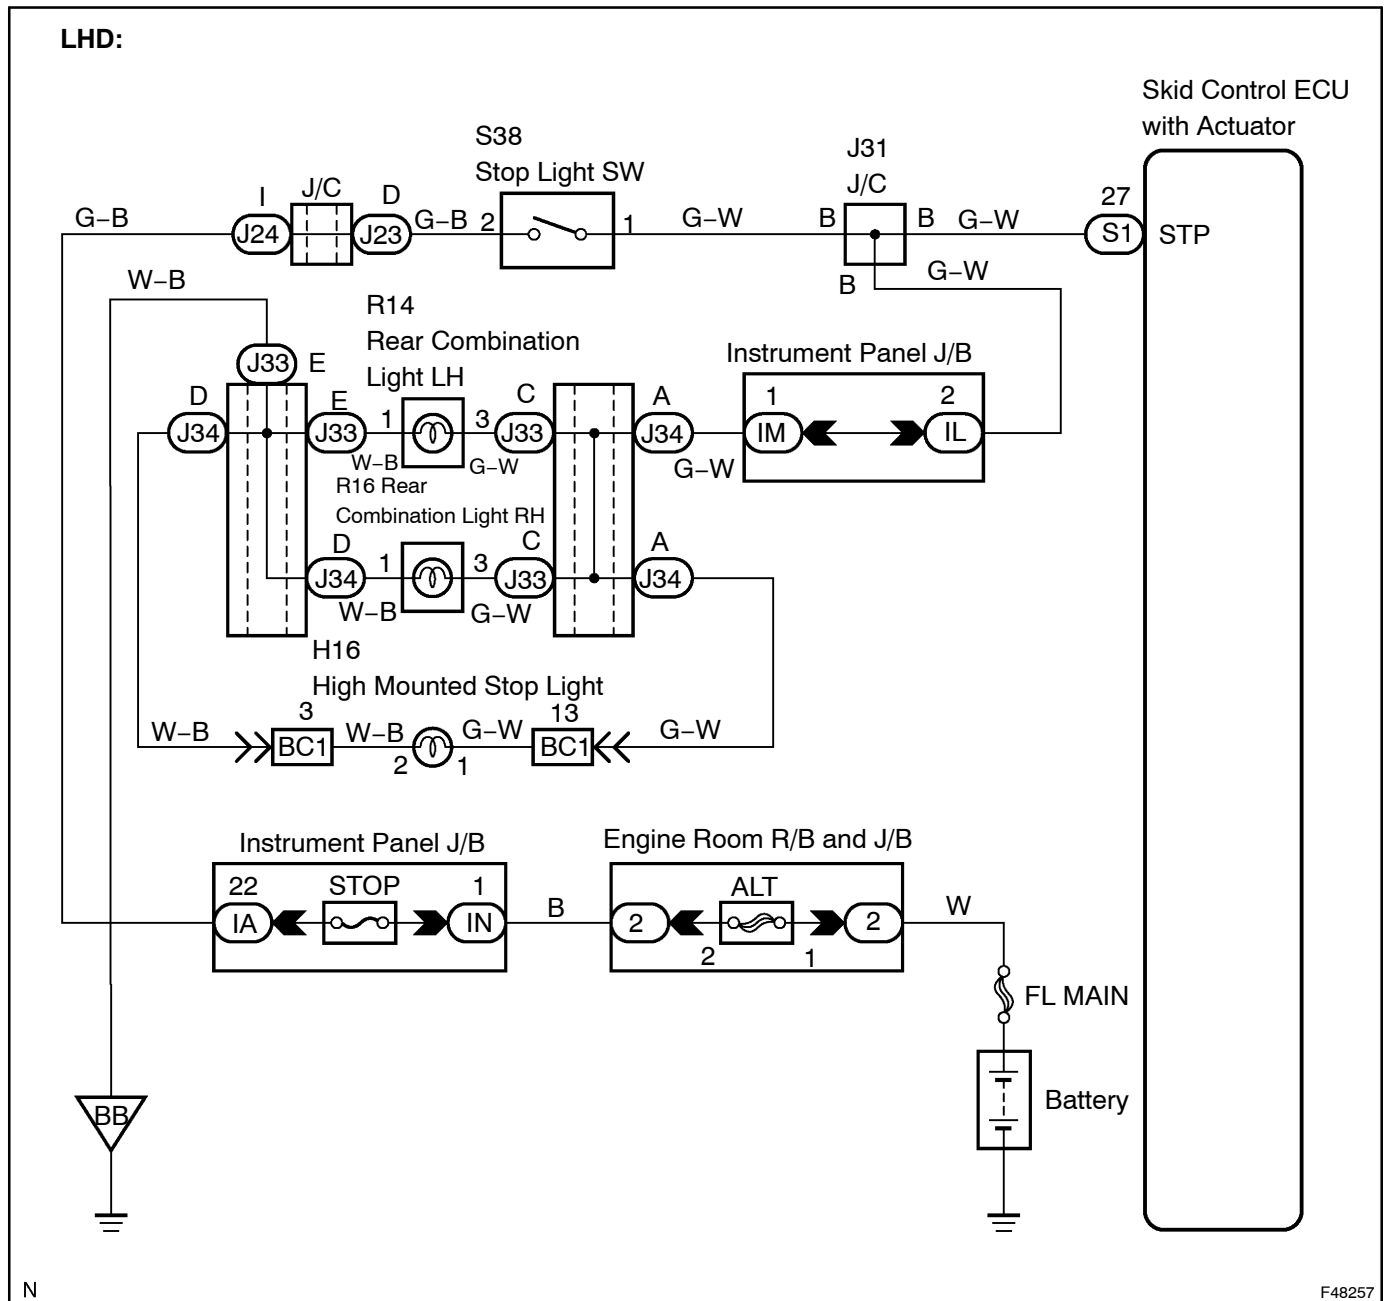 LHD:
Skid Control ECU
with Actuator
S38
Stop Light SW
J31
J/C
I
J/C
D
27
G–B
J24
J23
G–B
2
1
G–W
B
B
G–W
S1
STP
B
G–W
W–B
R14
Rear Combination
Light LH
J33
E
Instrument Panel J/B
D
E
1
3
C
A
1
2
J34
J33
J33
J34
IM
IL
W–B
G–W
G–W
R16 Rear
Combination Light RH
D
1
3
C
A
J34
J33
J34
W–B
G–W
H16
High Mounted Stop Light
3
13
W–B
BC1
W–B
G–W
BC1
G–W
2
1
Instrument Panel J/B
Engine Room R/B and J/B
22
STOP
1
ALT
IA
IN
B
2
2
W
2
1
FL MAIN
Battery
BB
N
F48257